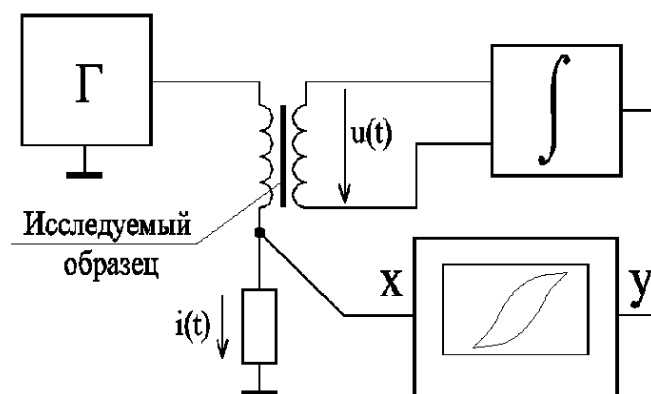 Г
u(t)
∫
Исследуемый
образец
i(t)
x
y